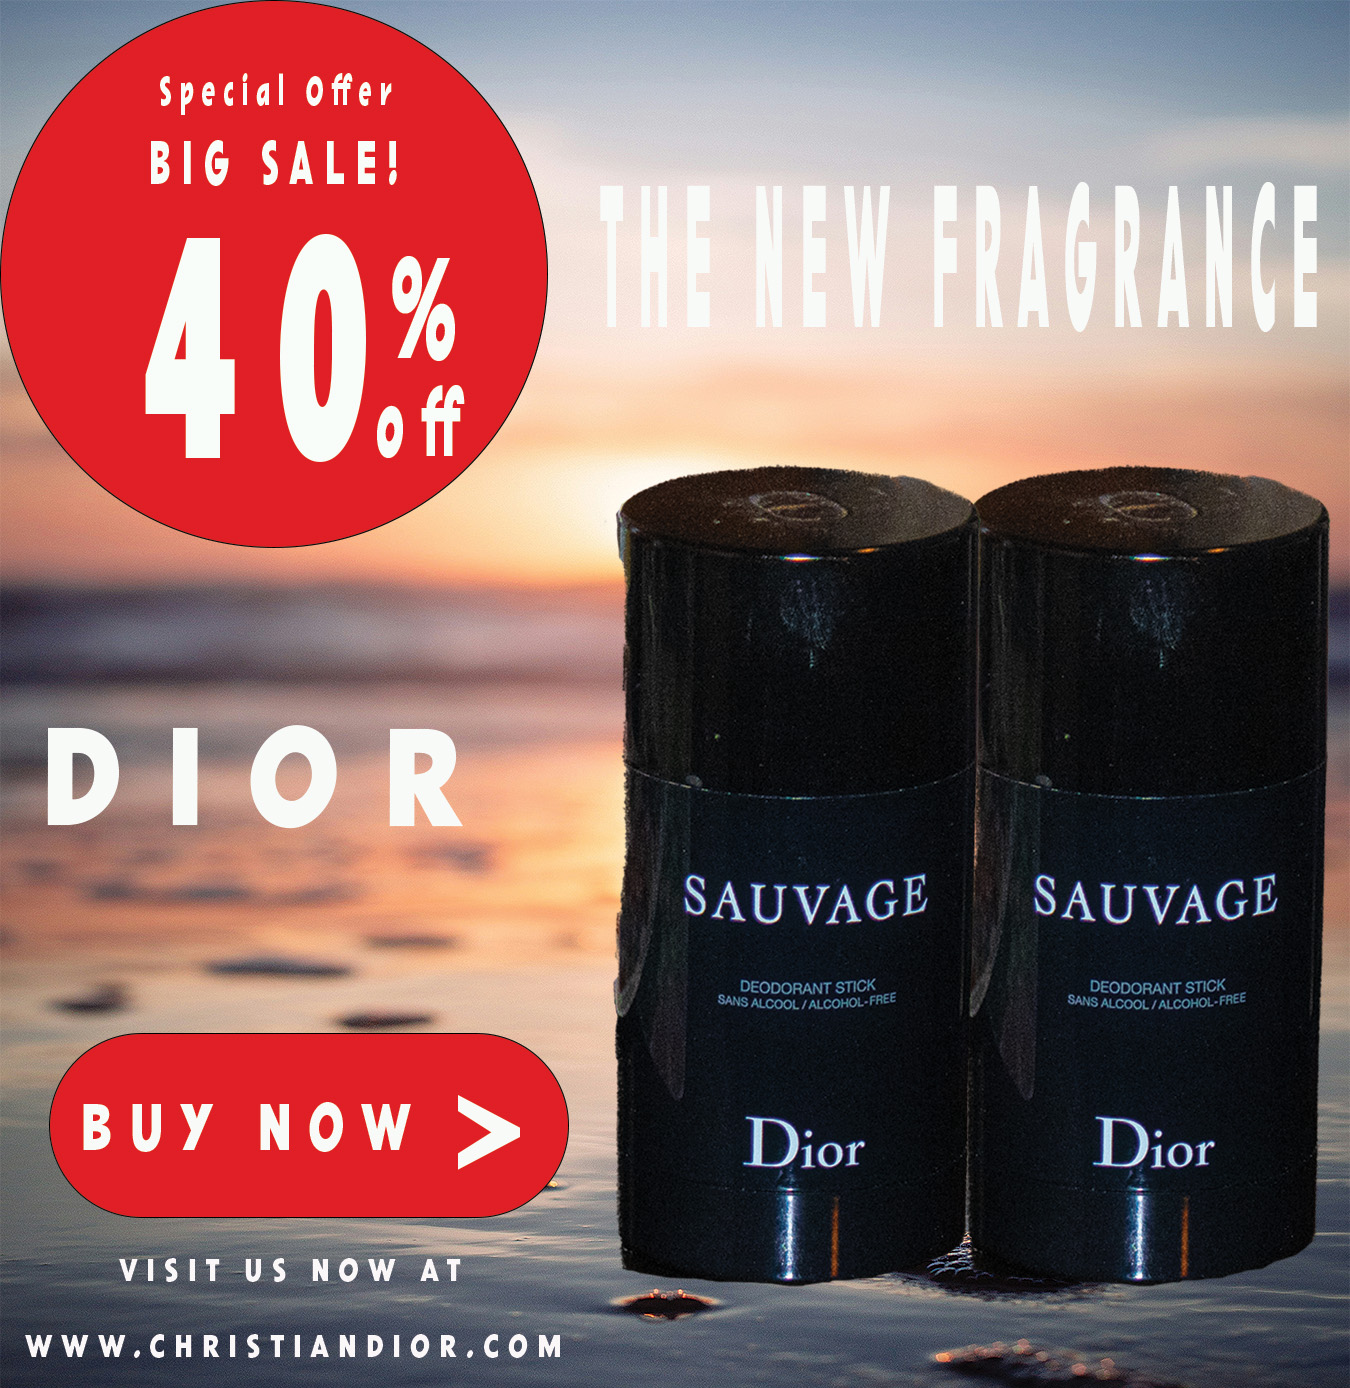 Special Offer
BIG SALE!
40%
off
THE NEW FRAGRANCE
DIOR
SAUVAGE
DEODORANT STICK
SANS ALCOOL / ALCOHOL-FREE
Dior
SAUVAGE
DEODORANT STICK
SANS ALCOOL / ALCOHOL-FREE
Dior
BUY NOW >
VISIT US NOW AT
WWW.CHRISTIANDIOR.COM